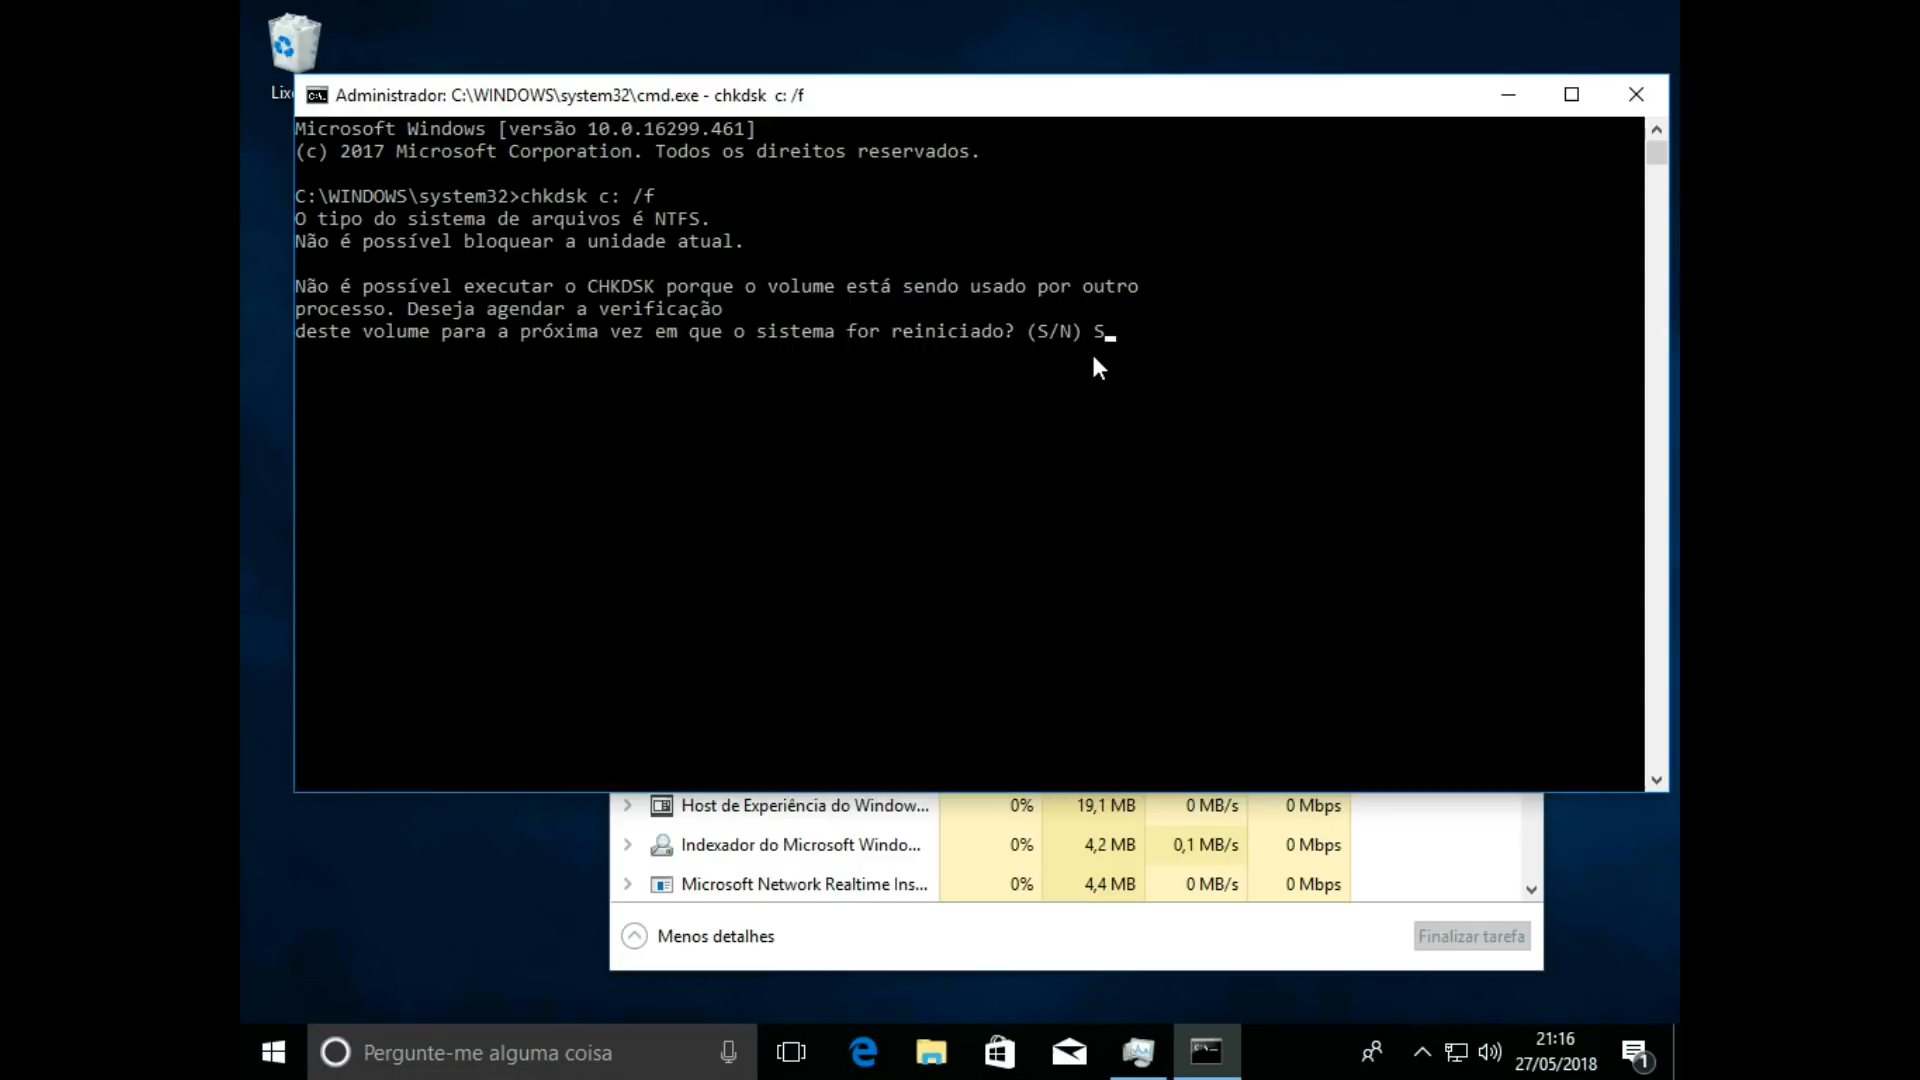 Lix
Administrador: C:\WINDOWS\system32\cmd.exe - chkdsk c: /f
Microsoft Windows [versão 10.0.16299.461]
(c) 2017 Microsoft Corporation. Todos os direitos reservados.
C:\WINDOWS\system32>chkdsk c: /f
O tipo do sistema de arquivos é NTFS.
Não é possível bloquear a unidade atual.
Não é possível executar o CHKDSK porque o volume está sendo usado por outro
processo. Deseja agendar a verificação
deste volume para a próxima vez em que o sistema for reiniciado? (S/N) S_
Host de Experiência do Window... 0% 19,1 MB 0 MB/s 0 Mbps
Indexador do Microsoft Windo... 0% 4,2 MB 0,1 MB/s 0 Mbps
Microsoft Network Realtime Ins... 0% 4,4 MB 0 MB/s 0 Mbps
Menos detalhes
Finalizar tarefa
Pergunte-me alguma coisa
21:16
27/05/2018
1